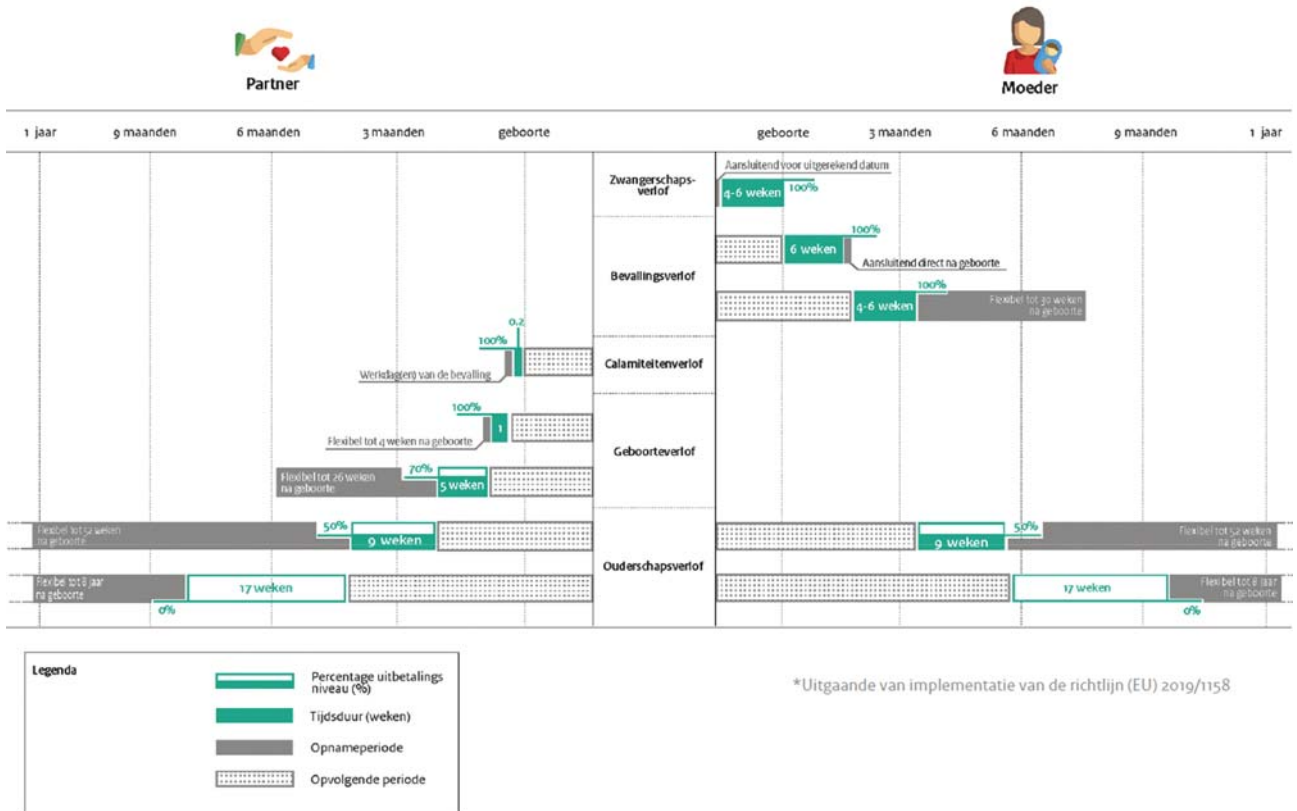 Partner
Moeder
1 jaar 9 maanden 6 maanden 3 maanden geboorte
geboorte 3 maanden 6 maanden 9 maanden 1 jaar
Zwangerschaps-
verlof
Aansluitend voor uitgerekend datum
4-6 weken 100%
Bevallingsverlof
100%
6 weken
Aansluitend direct na geboorte
100%
4-6 weken
Flexibel tot 30 weken
na geboorte
Calamiteitenverlof
0.2
100%
Werkdag(en) van de bevalling
Geboorteverlof
100%
1
Flexibel tot 4 weken na geboorte
Flexibel tot 26 weken
na geboorte
70%
5 weken
Ouderschapsverlof
Flexibel tot 52 weken
na geboorte
50%
9 weken
9 weken
50%
Flexibel tot 52 weken
na geboorte
Flexibel tot 8 jaar
na geboorte
17 weken
0%
17 weken
0%
Flexibel tot 8 jaar
na geboorte
Legenda
Percentage uitbetalings
niveau (%)
Tijdsduur (weken)
Opnameperiode
Opvolgende periode
*Uitgaande van implementatie van de richtlijn (EU) 2019/1158